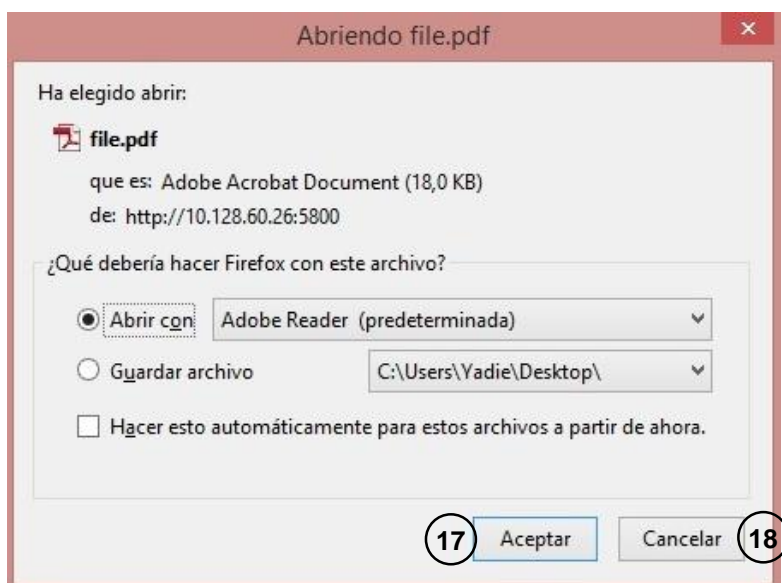 Abriendo file.pdf
Ha elegido abrir:
file.pdf
que es: Adobe Acrobat Document (18,0 KB)
de: http://10.128.60.26:5800
¿Qué debería hacer Firefox con este archivo?
Abrir con Adobe Reader (predeterminada)
Guardar archivo C:\Users\Yadie\Desktop\
Hacer esto automáticamente para estos archivos a partir de ahora.
17 Aceptar Cancelar 18